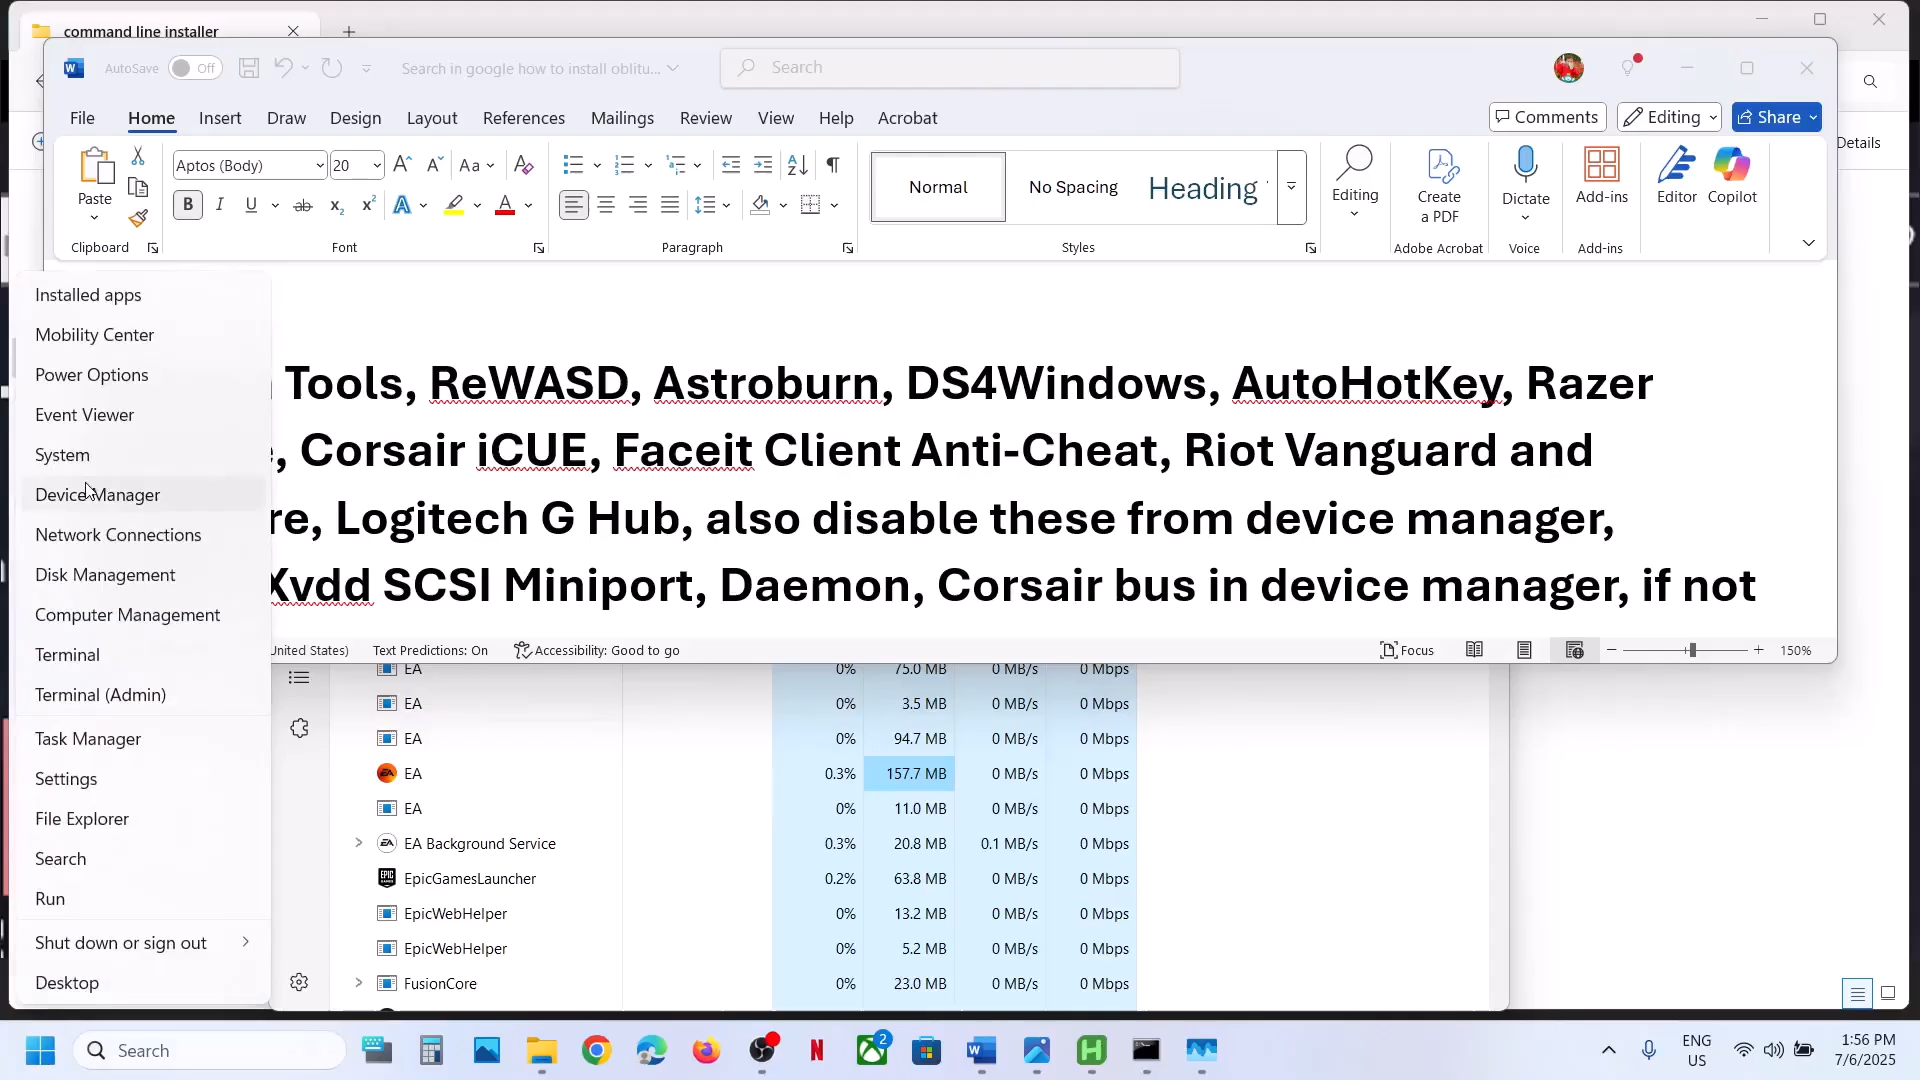 command line installer
AutoSave
Off
Search in google how to install oblitu...
Search
File
Home
Insert
Draw
Design
Layout
References
Mailings
Review
View
Help
Acrobat
Comments
Editing
Share
Details
Paste
Clipboard
Aptos (Body)
20
Font
Paragraph
Normal
No Spacing
Heading
Styles
Editing
Create
a PDF
Adobe Acrobat
Dictate
Voice
Add-ins
Add-ins
Editor
Copilot
Tools, ReWASD, Astroburn, DS4Windows, AutoHotKey, Razer
, Corsair iCUE, Faceit Client Anti-Cheat, Riot Vanguard and
re, Logitech G Hub, also disable these from device manager,
Xvdd SCSI Miniport, Daemon, Corsair bus in device manager, if not
United States)
Text Predictions: On
Accessibility: Good to go
Focus
150%
Installed apps
Mobility Center
Power Options
Event Viewer
System
Device Manager
Network Connections
Disk Management
Computer Management
Terminal
Terminal (Admin)
Task Manager
Settings
File Explorer
Search
Run
Shut down or sign out
Desktop
EA 0% 75.0 MB 0 MB/s 0 Mbps
EA 0% 3.5 MB 0 MB/s 0 Mbps
EA 0% 94.7 MB 0 MB/s 0 Mbps
EA 0.3% 157.7 MB 0 MB/s 0 Mbps
EA 0% 11.0 MB 0 MB/s 0 Mbps
EA Background Service 0.3% 20.8 MB 0.1 MB/s 0 Mbps
EpicGamesLauncher 0.2% 63.8 MB 0 MB/s 0 Mbps
EpicWebHelper 0% 13.2 MB 0 MB/s 0 Mbps
EpicWebHelper 0% 5.2 MB 0 MB/s 0 Mbps
FusionCore 0% 23.0 MB 0 MB/s 0 Mbps
Search
2
ENG
US
1:56 PM
7/6/2025